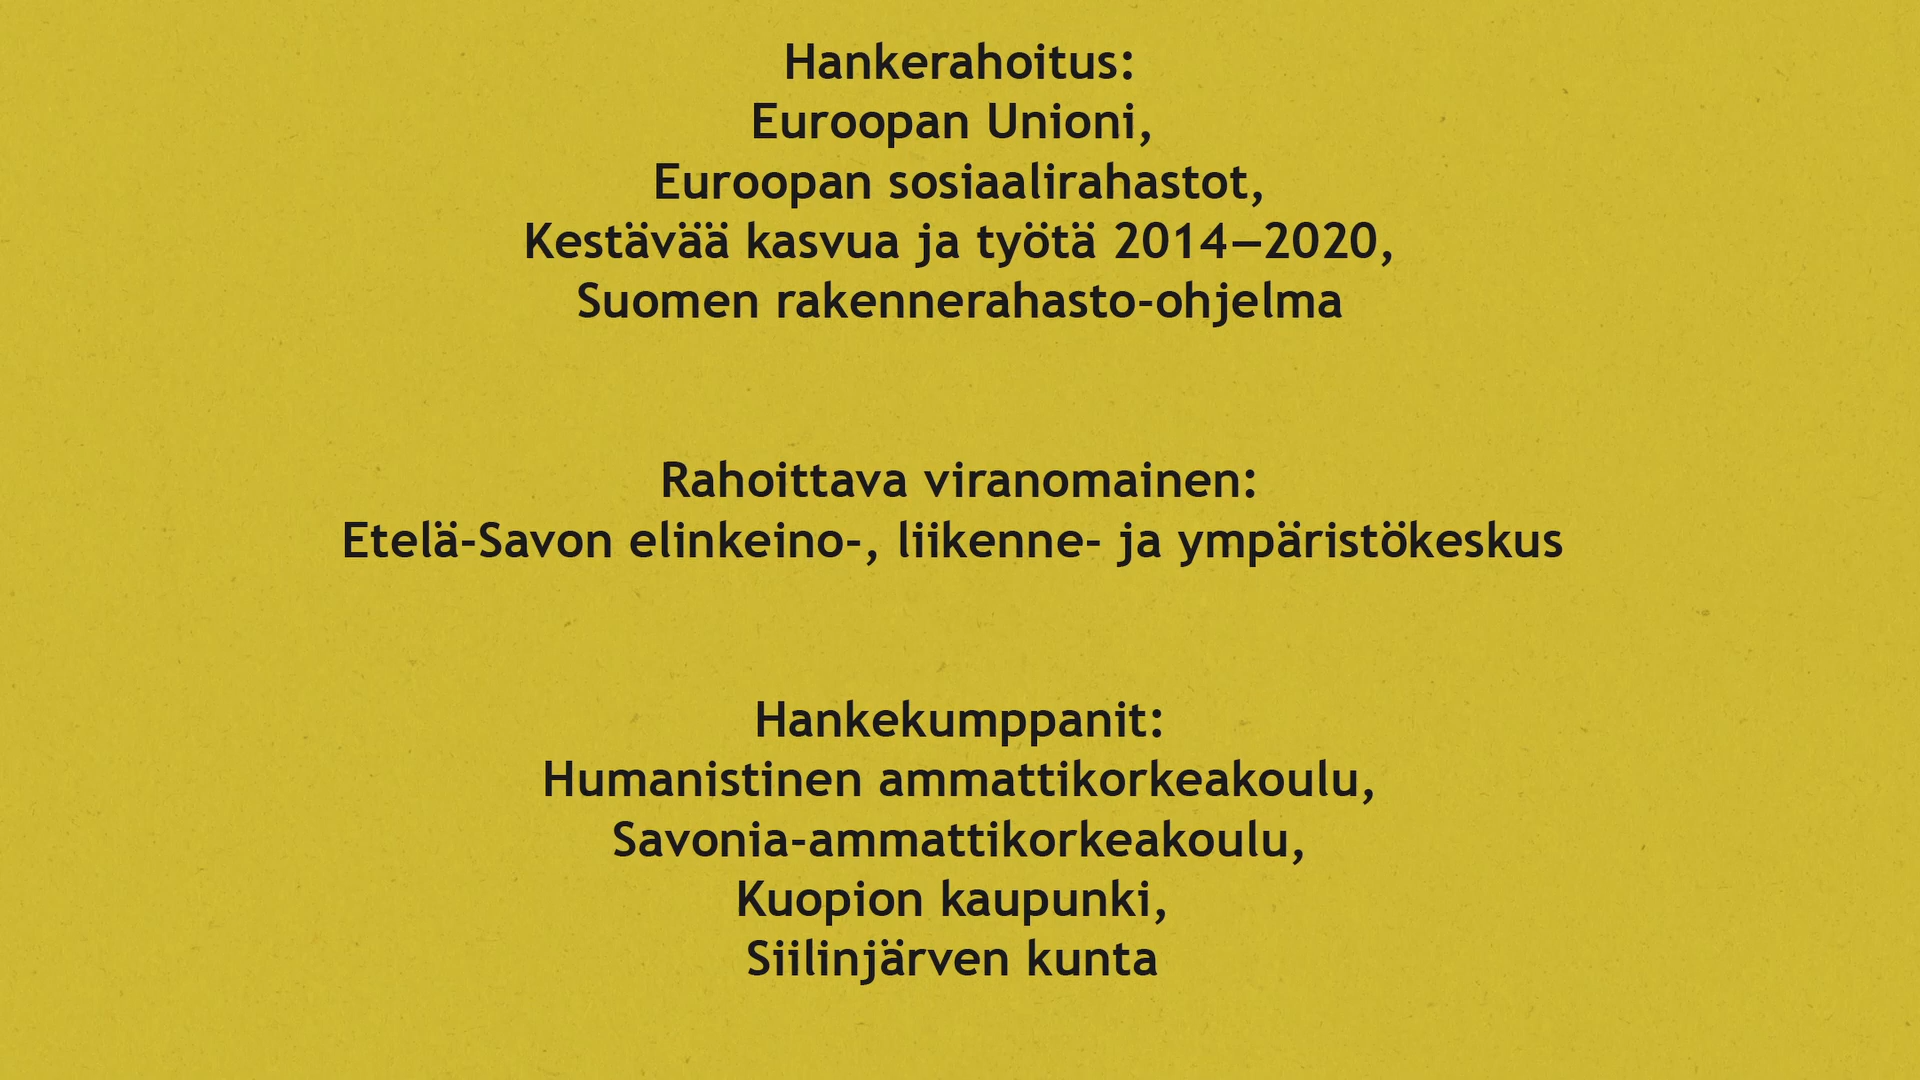 Hankerahoitus:
Euroopan Unioni,
Euroopan sosiaalirahastot,
Kestävää kasvua ja työtä 2014—2020,
Suomen rakennerahasto-ohjelma
Rahoittava viranomainen:
Etelä-Savon elinkeino-, liikenne- ja ympäristökeskus
Hankekumppanit:
Humanistinen ammattikorkeakoulu,
Savonia-ammattikorkeakoulu,
Kuopion kaupunki,
Siilinjärven kunta